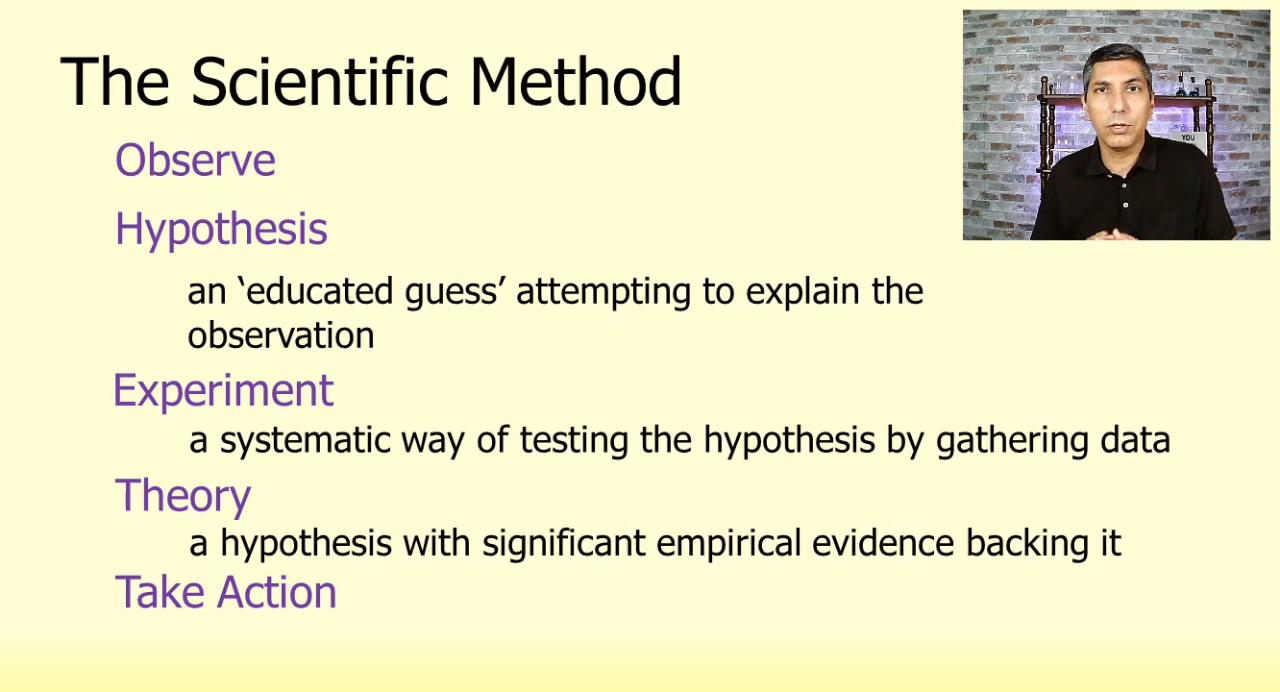 The Scientific Method
Observe
Hypothesis
an ‘educated guess’ attempting to explain the
observation
Experiment
a systematic way of testing the hypothesis by gathering data
Theory
a hypothesis with significant empirical evidence backing it
Take Action
YOU